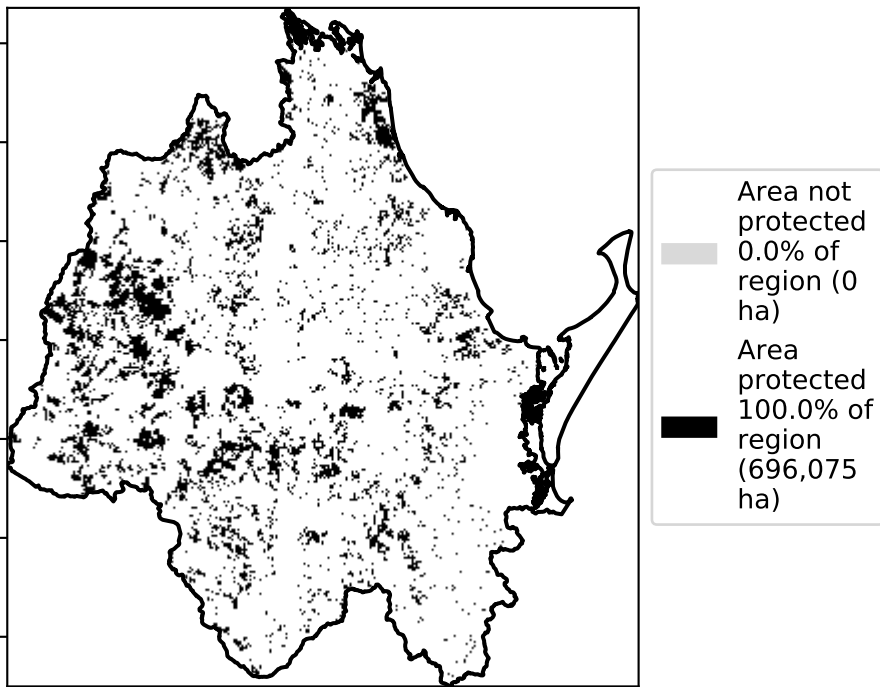 Area not
protected
0.0% of
region (0
ha)
Area
protected
100.0% of
region
(696,075
ha)